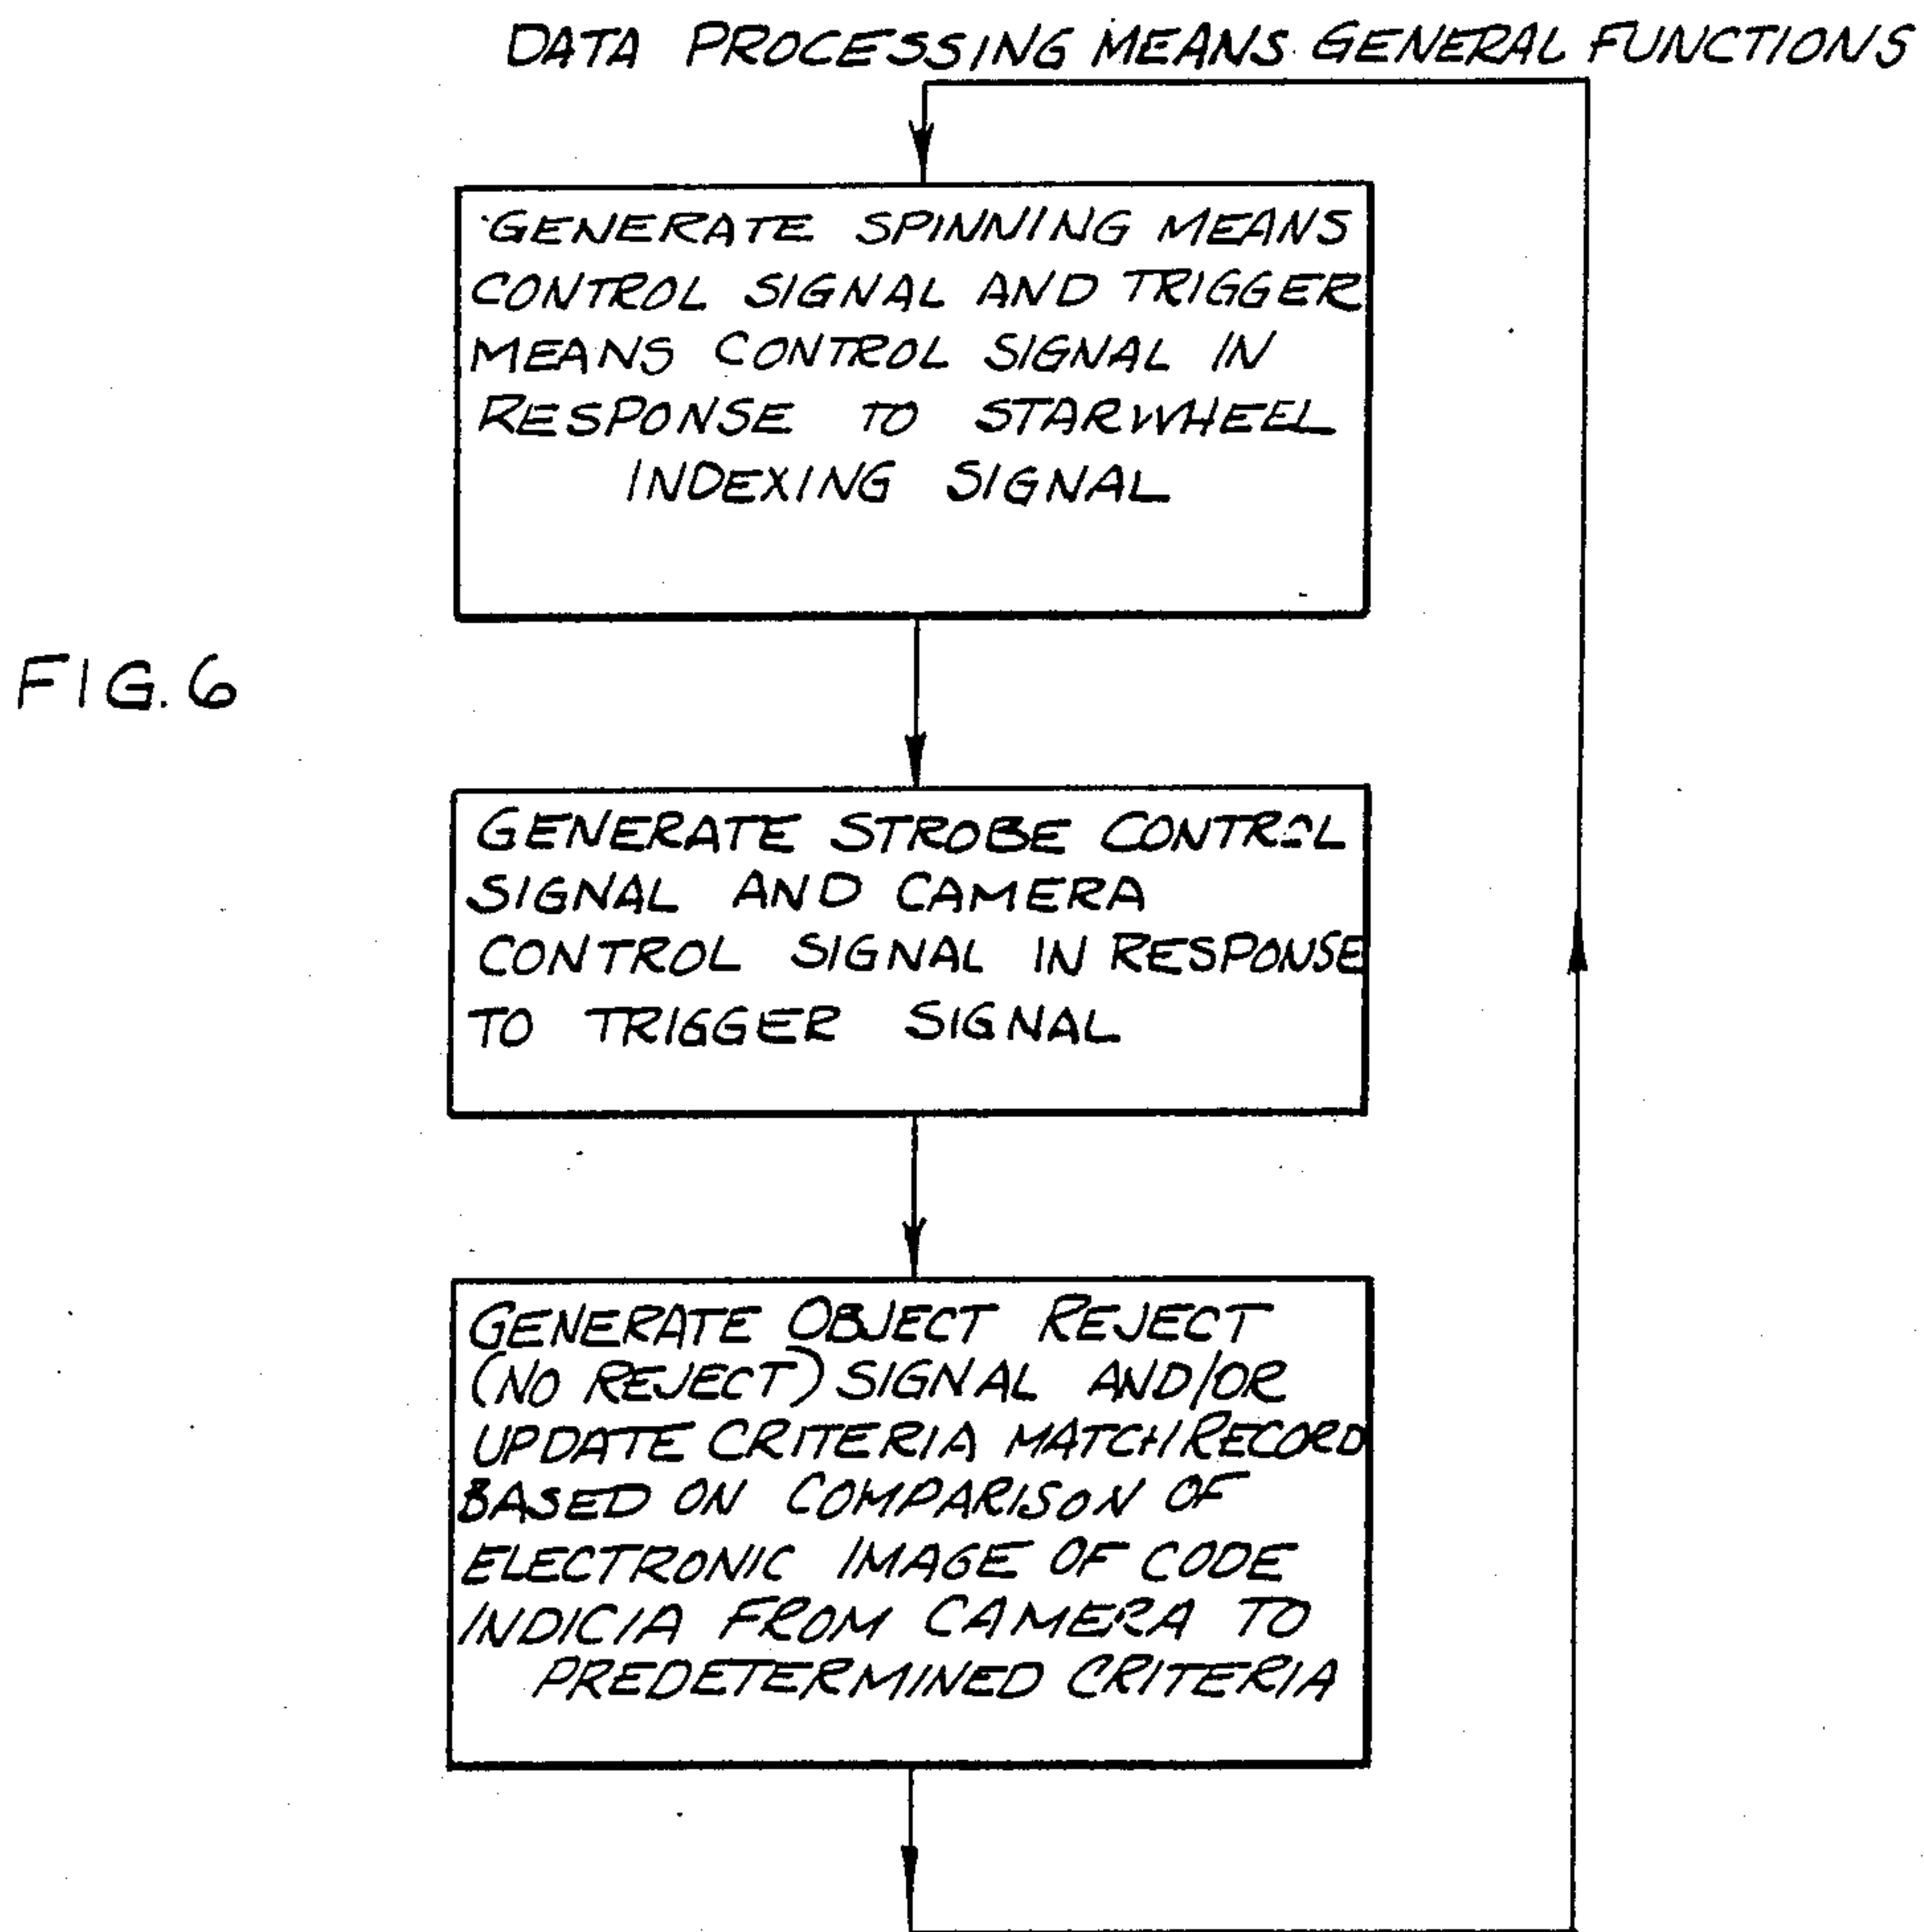 DATA PROCESSING MEANS GENERAL FUNCTIONS
GENERATE SPINNING MEANS
CONTROL SIGNAL AND TRIGGER
MEANS CONTROL SIGNAL IN
RESPONSE TO STARWHEEL
INDEXING SIGNAL
FIG. 6
GENERATE STROBE CONTROL
SIGNAL AND CAMERA
CONTROL SIGNAL IN RESPONSE
TO TRIGGER SIGNAL
GENERATE OBJECT REJECT
(NO REJECT) SIGNAL AND/OR
UPDATE CRITERIA MATCH RECORD
BASED ON COMPARISON OF
ELECTRONIC IMAGE OF CODE
INDICIA FROM CAMERA TO
PREDETERMINED CRITERIA